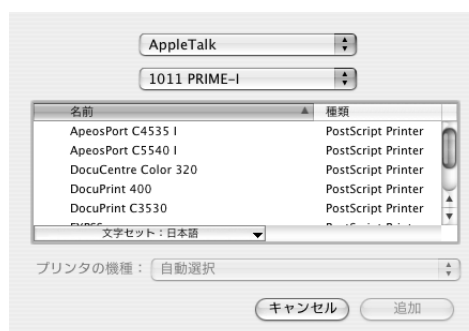 AppleTalk
1011 PRIME-I
名前 種類
ApeosPort C4535 I PostScript Printer
ApeosPort C5540 I PostScript Printer
DocuCentre Color 320 PostScript Printer
DocuPrint 400 PostScript Printer
DocuPrint C3530 PostScript Printer
文字セット：日本語
プリンタの機種： 自動選択
キャンセル 追加